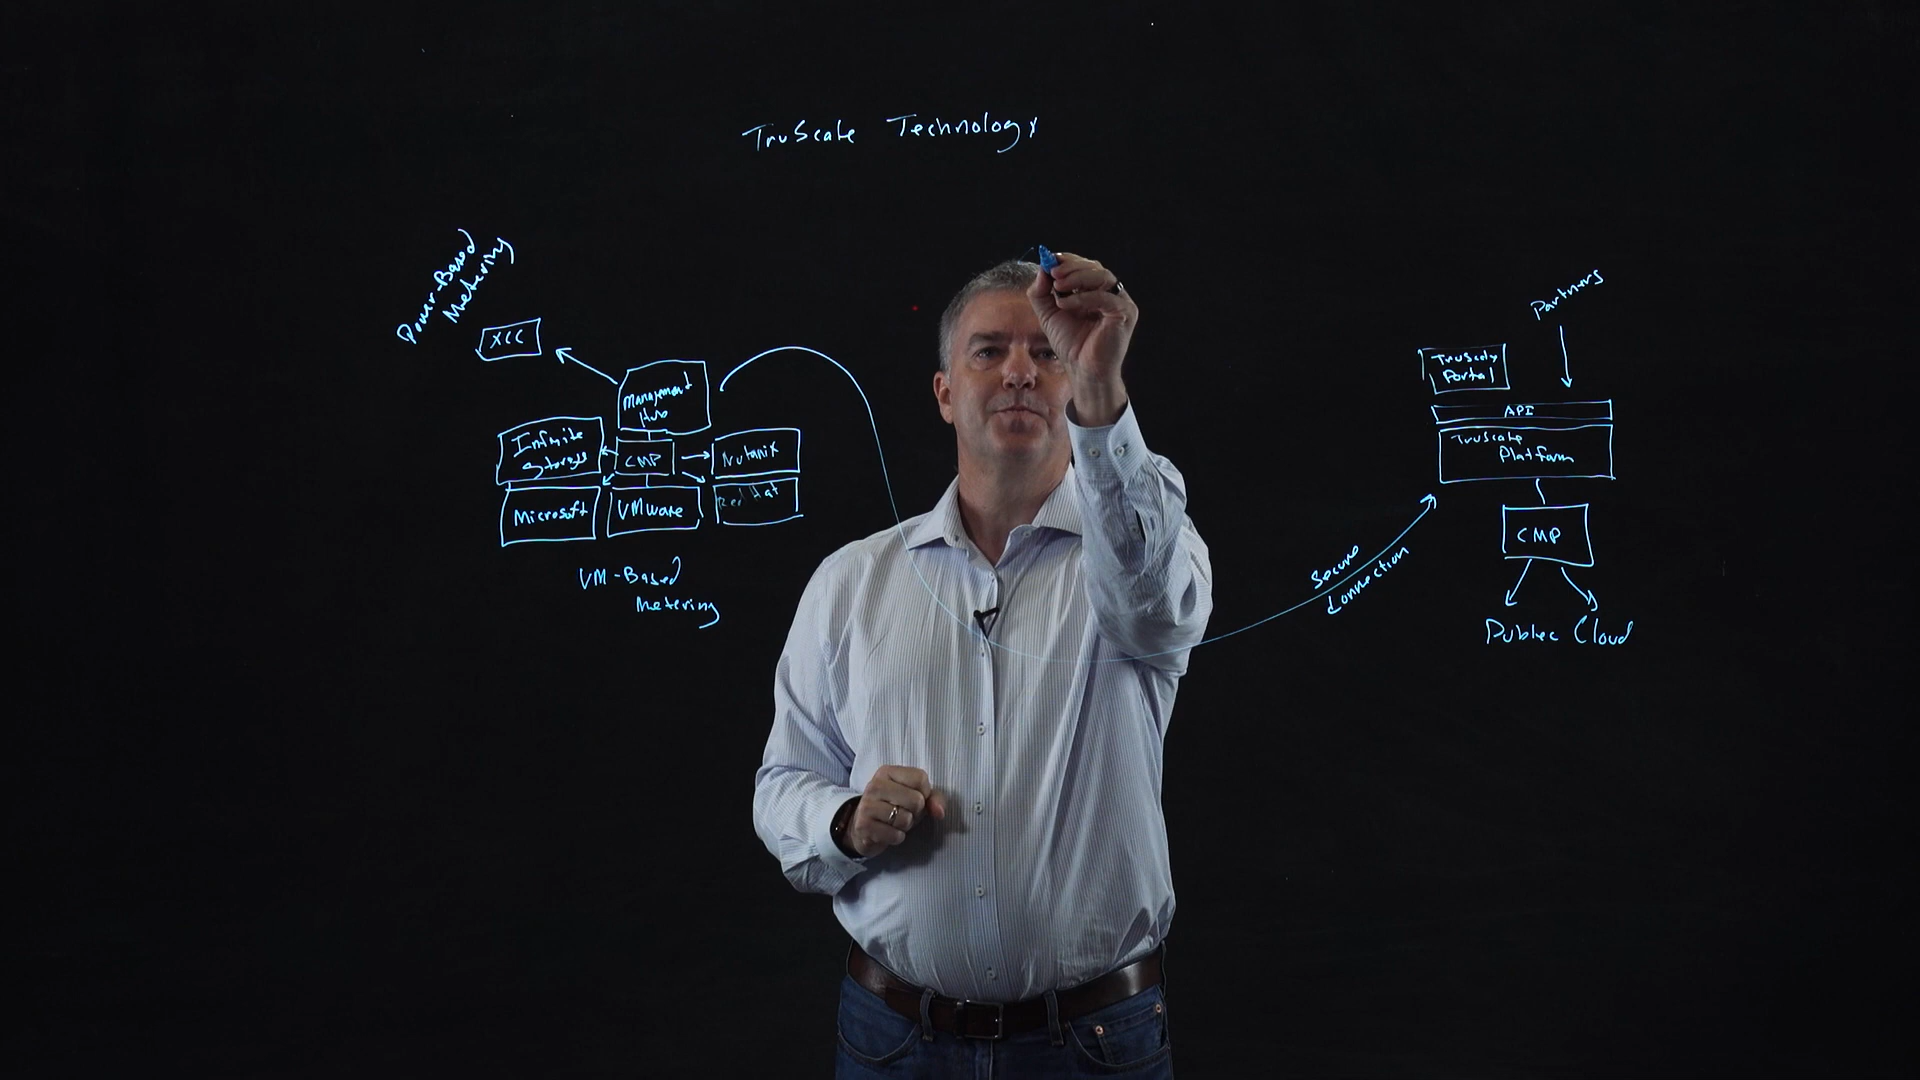 TruScale Technology
Power-Based
Metering
XCC
Management
Hub
Infinite
Storage
CMP
Nutanix
Microsoft
VMware
Red Hat
VM-Based
Metering
Secure
Connection
Partners
TruScale
Portal
API
TruScale
Platform
CMP
Public Cloud